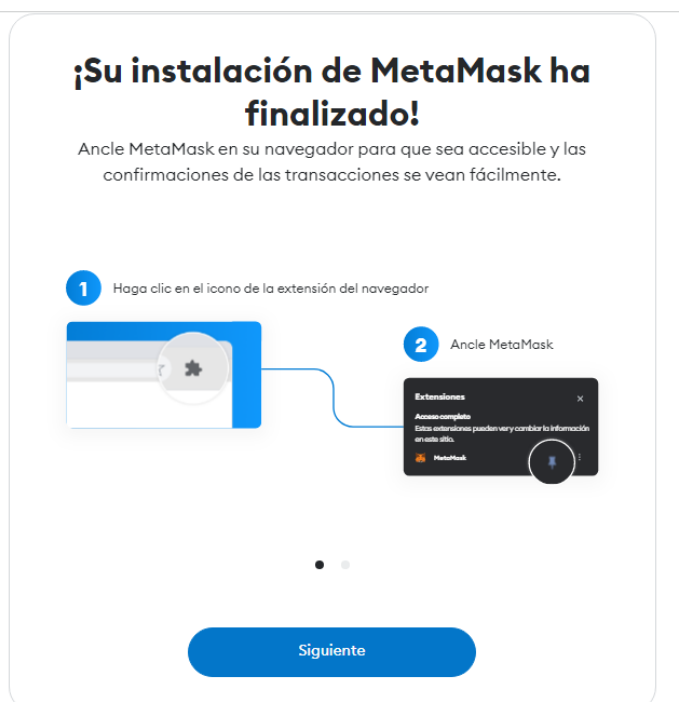 ¡Su instalación de MetaMask ha
finalizado!
Ancle MetaMask en su navegador para que sea accesible y las
confirmaciones de las transacciones se vean fácilmente.
1
Haga clic en el icono de la extensión del navegador
2
Ancle MetaMask
Extensiones
Acceso completo
Estas extensiones pueden ver y cambiar la información
en este sitio.
MetaMask
Siguiente